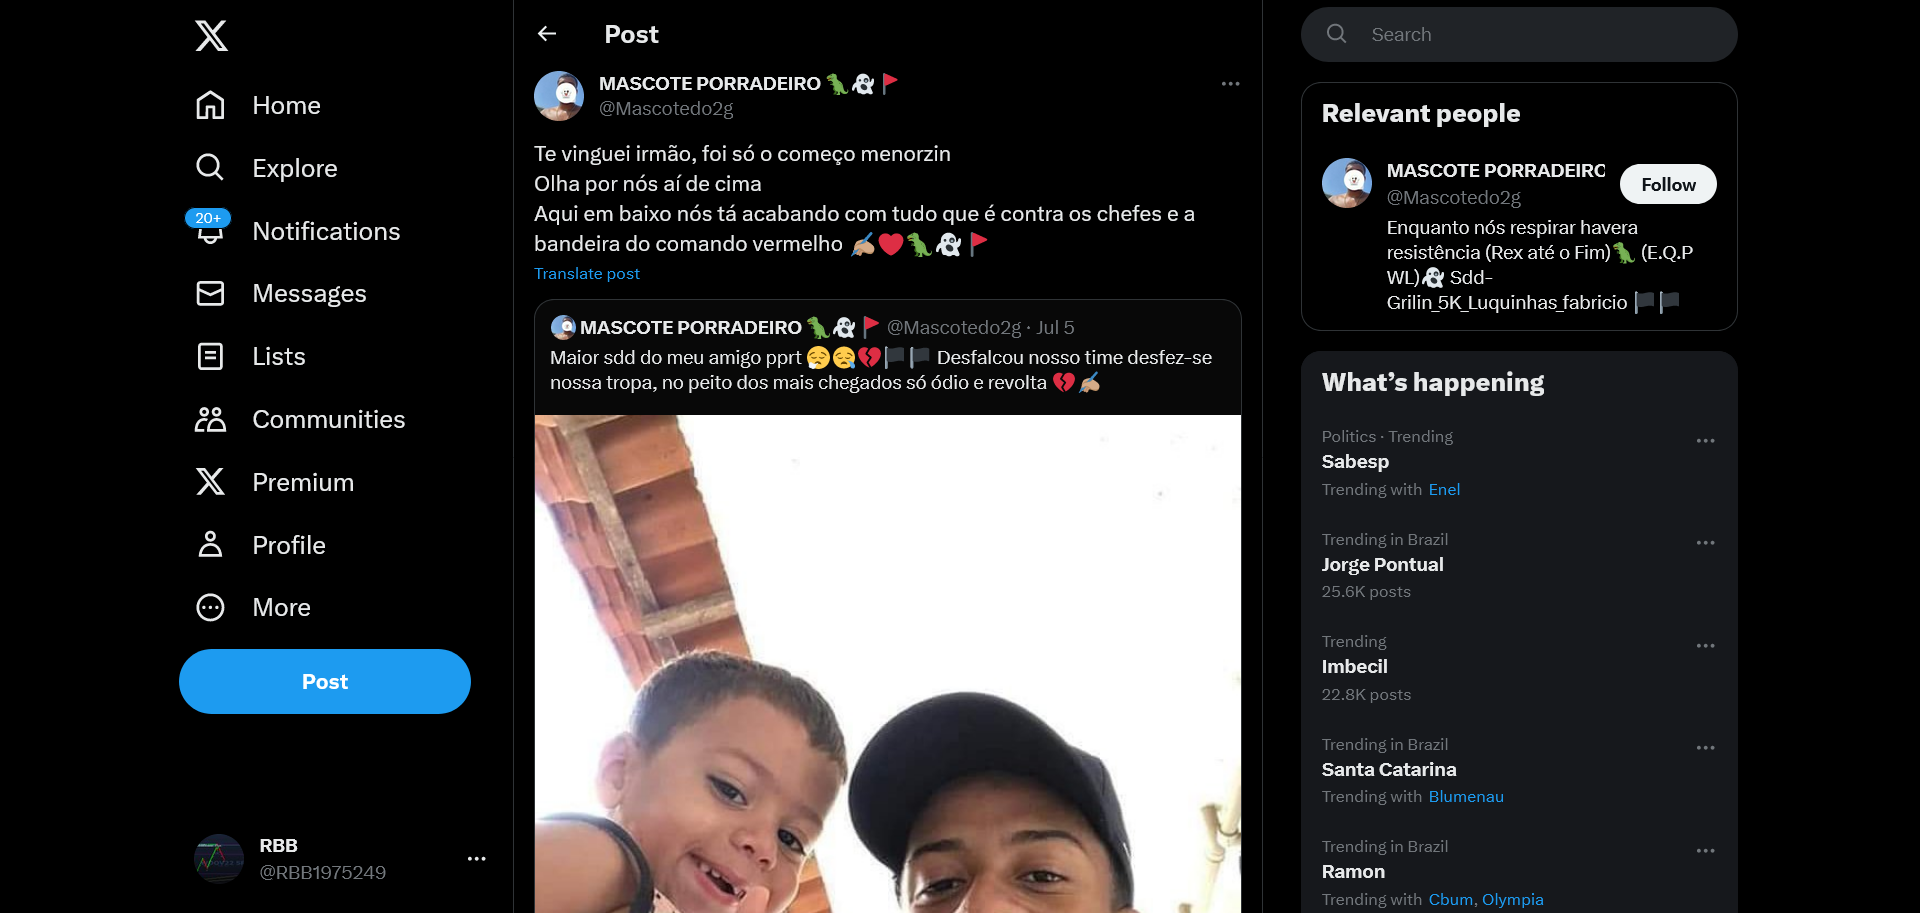 Home
Explore
20+
Notifications
Messages
Lists
Communities
Premium
Profile
More
Post
RBB
@RBB1975249
Post
MASCOTE PORRADEIRO 🦖👻🚩
@Mascotedo2g
Te vinguei irmão, foi só o começo menorzin
Olha por nós aí de cima
Aqui em baixo nós tá acabando com tudo que é contra os chefes e a
bandeira do comando vermelho ✍🏼❤️🦖👻🚩
Translate post
MASCOTE PORRADEIRO 🦖👻🚩 @Mascotedo2g · Jul 5
Maior sdd do meu amigo pprt 😮‍💨😪💔🏴🏴 Desfalcou nosso time desfez-se
nossa tropa, no peito dos mais chegados só ódio e revolta 💔✍🏼
Search
Relevant people
MASCOTE PORRADEIRO
@Mascotedo2g
Follow
Enquanto nós respirar havera
resistência (Rex até o Fim)🦖 (E.Q.P
WL)👻 Sdd-
Grilin_5K_Luquinhas_fabricio 🏴🏴
What’s happening
Politics · Trending
Sabesp
Trending with Enel
Trending in Brazil
Jorge Pontual
25.6K posts
Trending
Imbecil
22.8K posts
Trending in Brazil
Santa Catarina
Trending with Blumenau
Trending in Brazil
Ramon
Trending with Cbum, Olympia